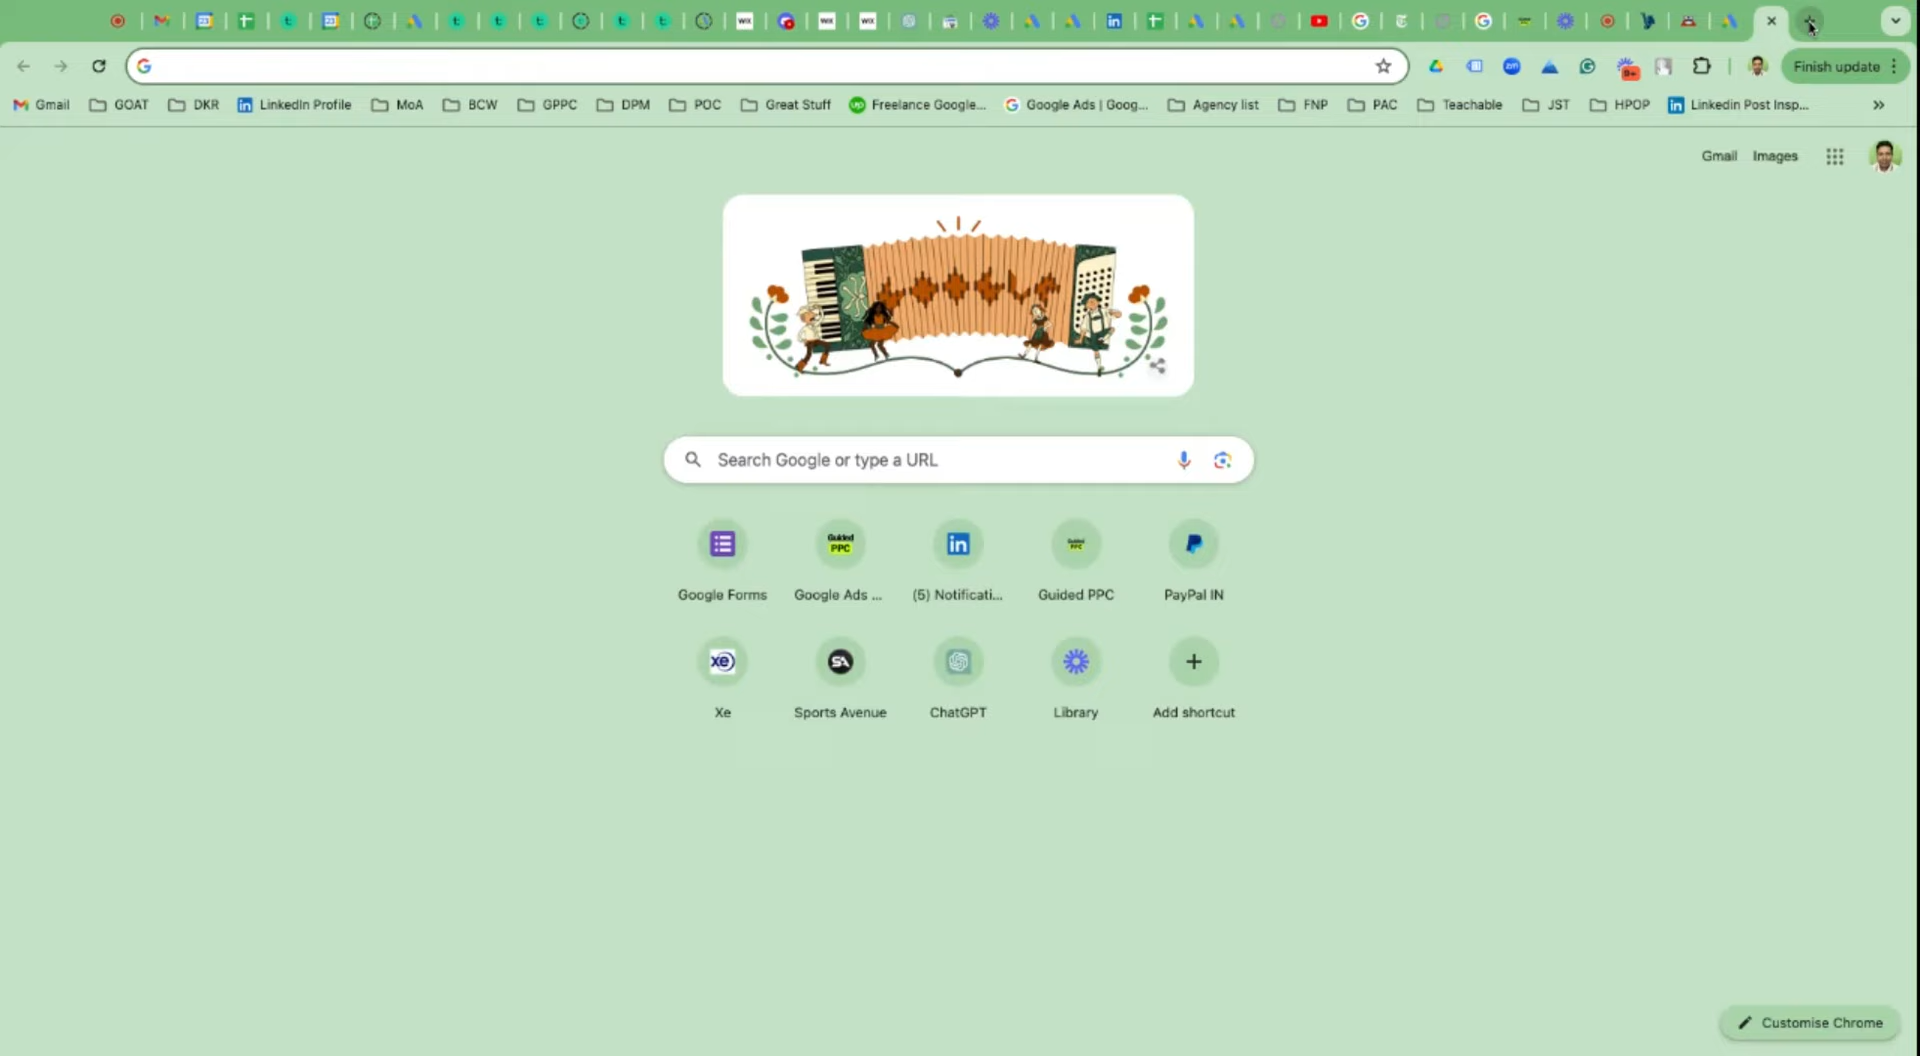 Finish update
Gmail GOAT DKR LinkedIn Profile MoA BCW GPPC DPM POC Great Stuff Freelance Google... Google Ads | Goog... Agency list FNP PAC Teachable JST HPOP Linkedin Post Insp... »
Gmail Images
Search Google or type a URL
Google Forms Google Ads ... (5) Notificati... Guided PPC PayPal IN
Xe Sports Avenue ChatGPT Library Add shortcut
Customise Chrome